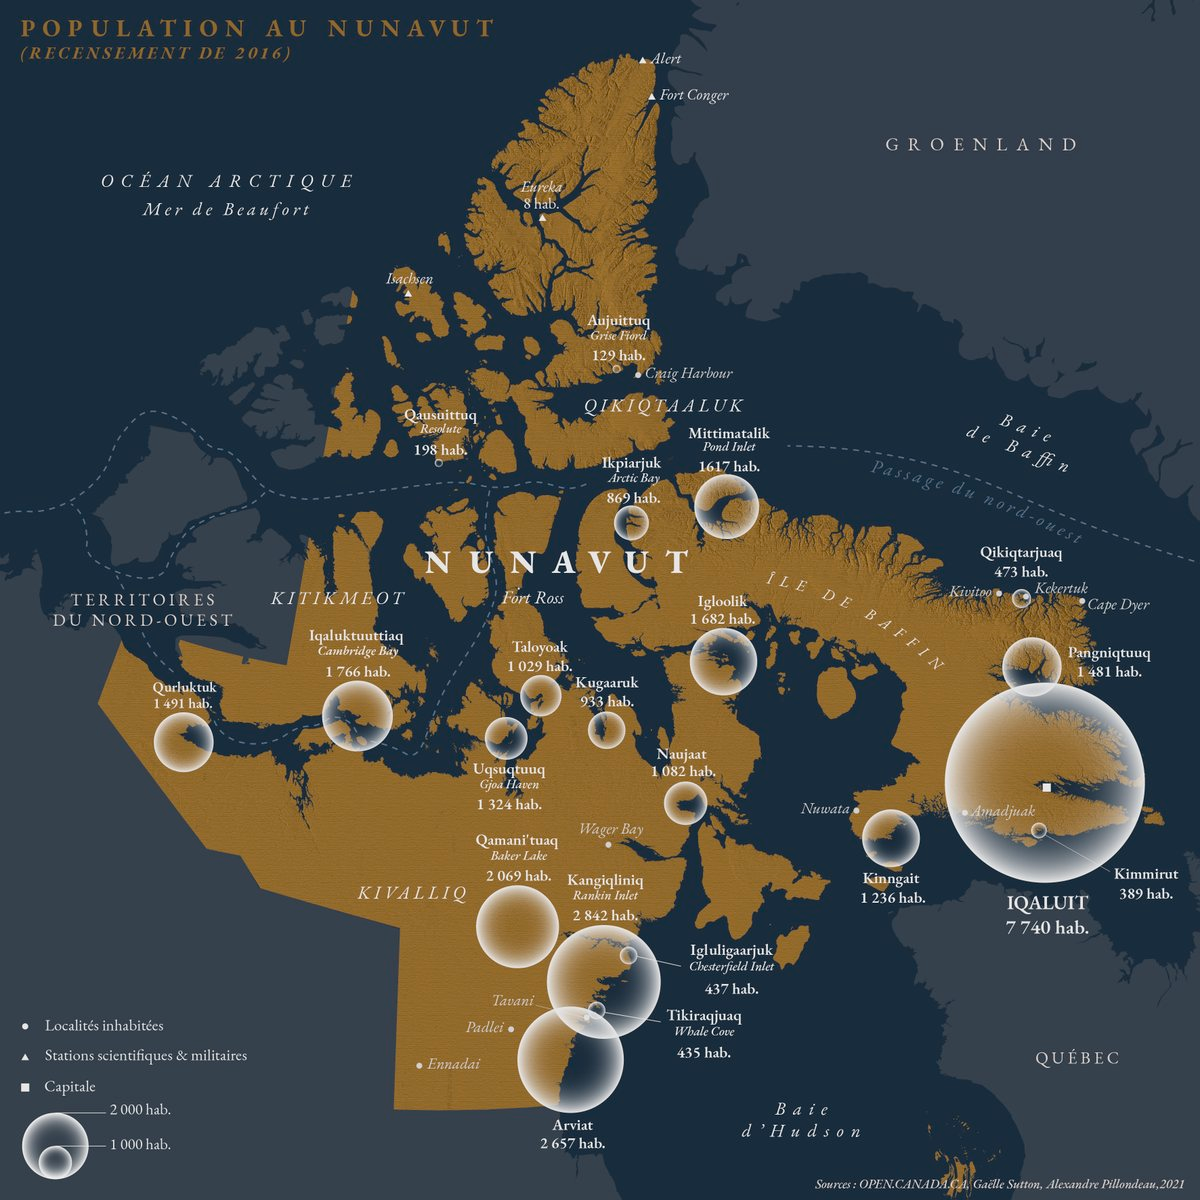 POPULATION AU NUNAVUT
(RECENSEMENT DE 2016)
Alert
Fort Conger
GROENLAND
OCÉAN ARCTIQUE
Mer de Beaufort
Eureka
8 hab.
Isachsen
Aujuittuq
Grise Fiord
129 hab.
Craig Harbour
QIKIQTAALUK
Qausuittuq
Resolute
198 hab.
Mittimatalik
Pond Inlet
1617 hab.
Baie
de Baffin
Passage du nord-ouest
Ikpiarjuk
Arctic Bay
869 hab.
NUNAVUT
Qikiqtarjuaq
473 hab.
Kivitoo
Kekertuk
Cape Dyer
ÎLE DE BAFFIN
TERRITOIRES
DU NORD-OUEST
KITIKMEOT
Fort Ross
Igloolik
1 682 hab.
Iqaluktuuttiaq
Cambridge Bay
1 766 hab.
Taloyoak
1 029 hab.
Pangniqtuuq
1 481 hab.
Qurluktuk
1 491 hab.
Kugaaruk
933 hab.
Uqsuqtuuq
Gjoa Haven
1 324 hab.
Naujaat
1 082 hab.
Nuwata
Amadjuak
Wager Bay
Qamani'tuaq
Baker Lake
2 069 hab.
Kangiqliniq
Rankin Inlet
2 842 hab.
KIVALLIQ
Kinngait
1 236 hab.
Kimmirut
389 hab.
IQALUIT
7 740 hab.
Igluligaarjuk
Chesterfield Inlet
437 hab.
Tavani
Tikiraqjuaq
Whale Cove
435 hab.
Padlei
Ennadai
QUÉBEC
Localités inhabitées
Stations scientifiques & militaires
Capitale
2 000 hab.
1 000 hab.
Arviat
2 657 hab.
Baie
d'Hudson
Sources : OPEN.CANADA.CA, Gaëlle Sutton, Alexandre Pillondeau,2021